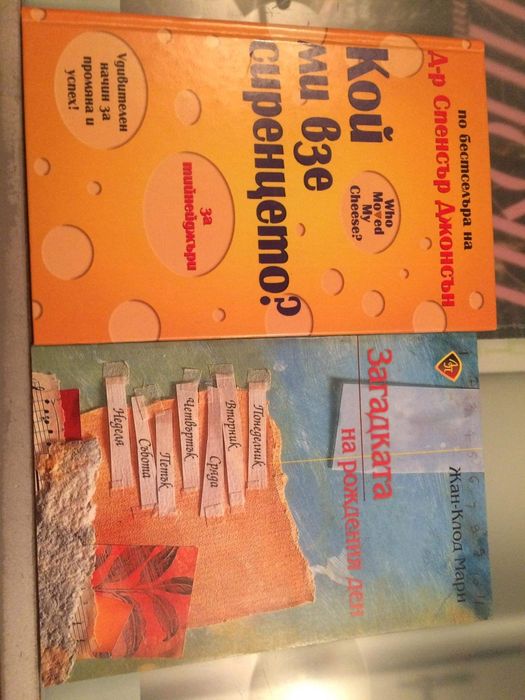 по бестселъра на
Д-р Спенсър Джонсън
Кой
ми взе
сиренцето?
Who
Moved
My
Cheese?
за
тийнейджъри
Удивителен
начин за
промяна и
успех!
Жан-Клод Мари
Загадката
на рождения ден
Понеделник
Вторник
Сряда
Четвъртък
Петък
Събота
Неделя